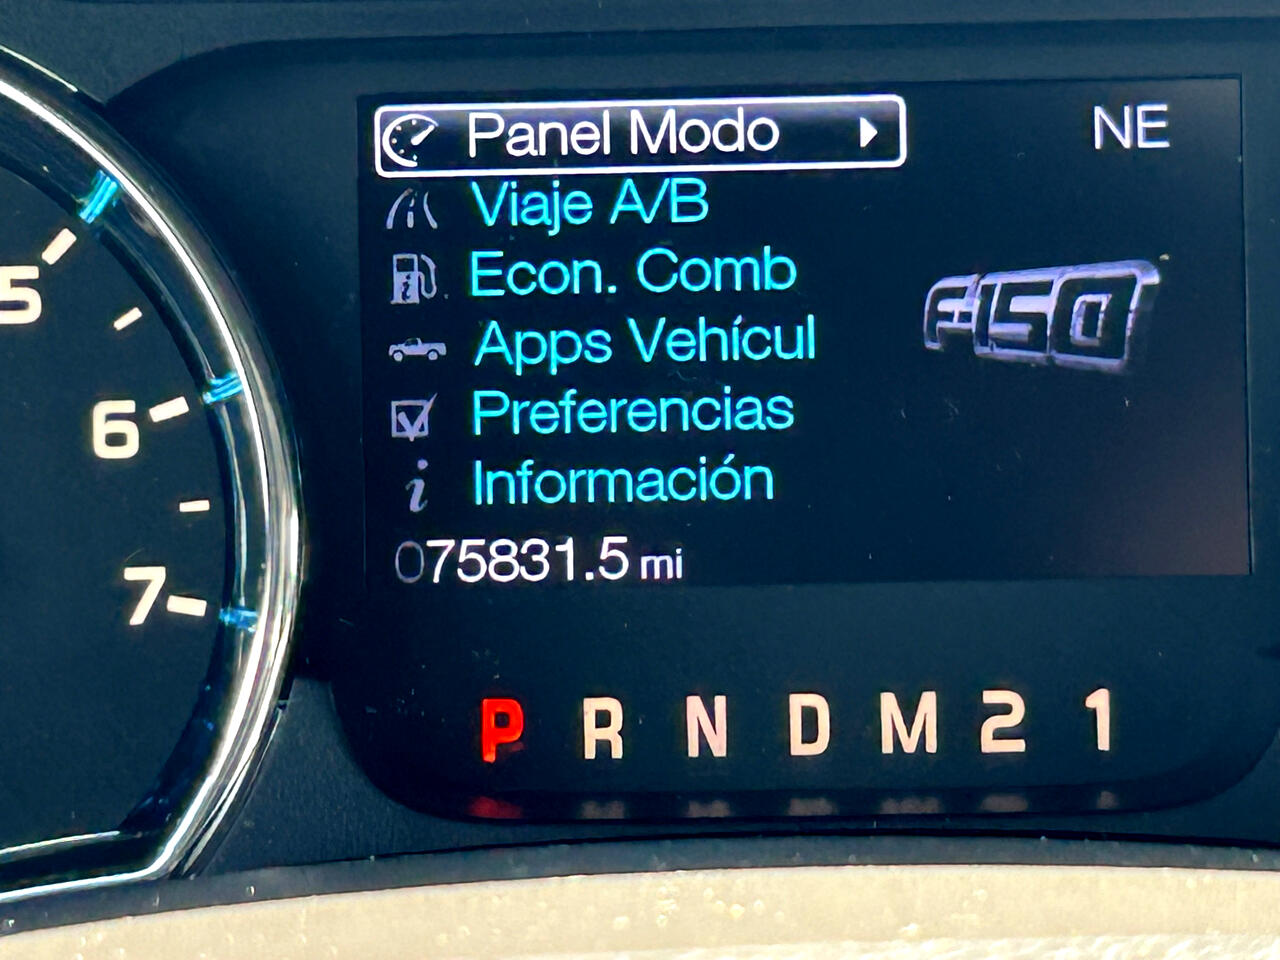 Panel Modo
NE
Viaje A/B
Econ. Comb
Apps Vehícul
Preferencias
Información
F-150
075831.5 mi
5
6
7
P R N D M 2 1